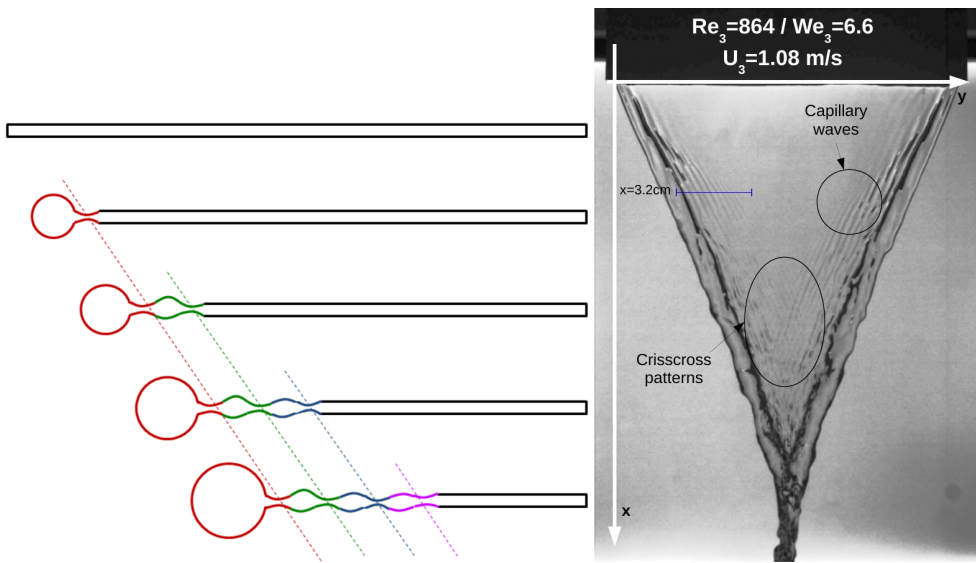 Re3=864 / We3=6.6
U3=1.08 m/s
y
Capillary
waves
x=3.2cm
Crisscross
patterns
x